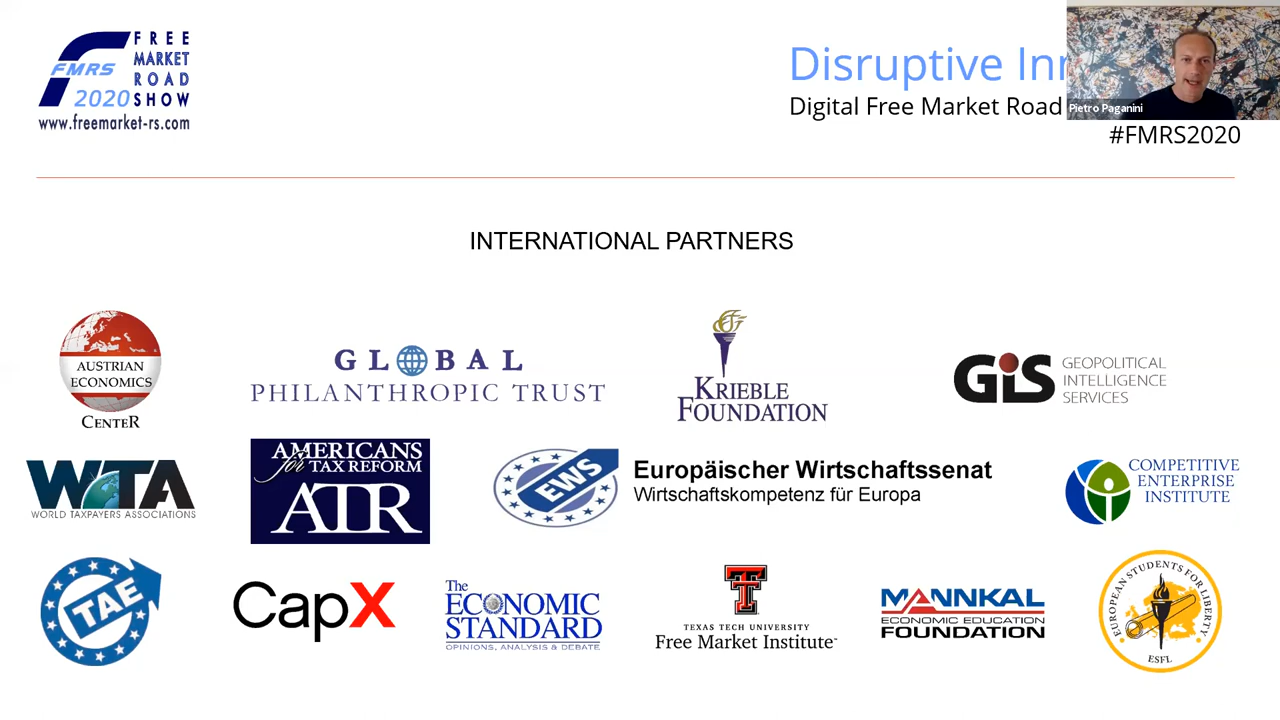 FREE
MARKET
ROAD
SHOW
FMRS
2020
www.freemarket-rs.com
Disruptive Inn
Digital Free Market Road
#FMRS2020
Pietro Paganini
INTERNATIONAL PARTNERS
AUSTRIAN
ECONOMICS
CENTER
GLOBAL
PHILANTHROPIC TRUST
KRIEBLE
FOUNDATION
GIS
GEOPOLITICAL
INTELLIGENCE
SERVICES
WTA
WORLD TAXPAYERS ASSOCIATIONS
AMERICANS
for TAX REFORM
ATR
EWS
Europäischer Wirtschaftssenat
Wirtschaftskompetenz für Europa
COMPETITIVE
ENTERPRISE
INSTITUTE
TAE
CapX
The
ECONOMIC
STANDARD
OPINIONS, ANALYSIS & DEBATE
T
TEXAS TECH UNIVERSITY
Free Market Institute™
MANNKAL
ECONOMIC EDUCATION
FOUNDATION
EUROPEAN STUDENTS FOR LIBERTY
ESFL